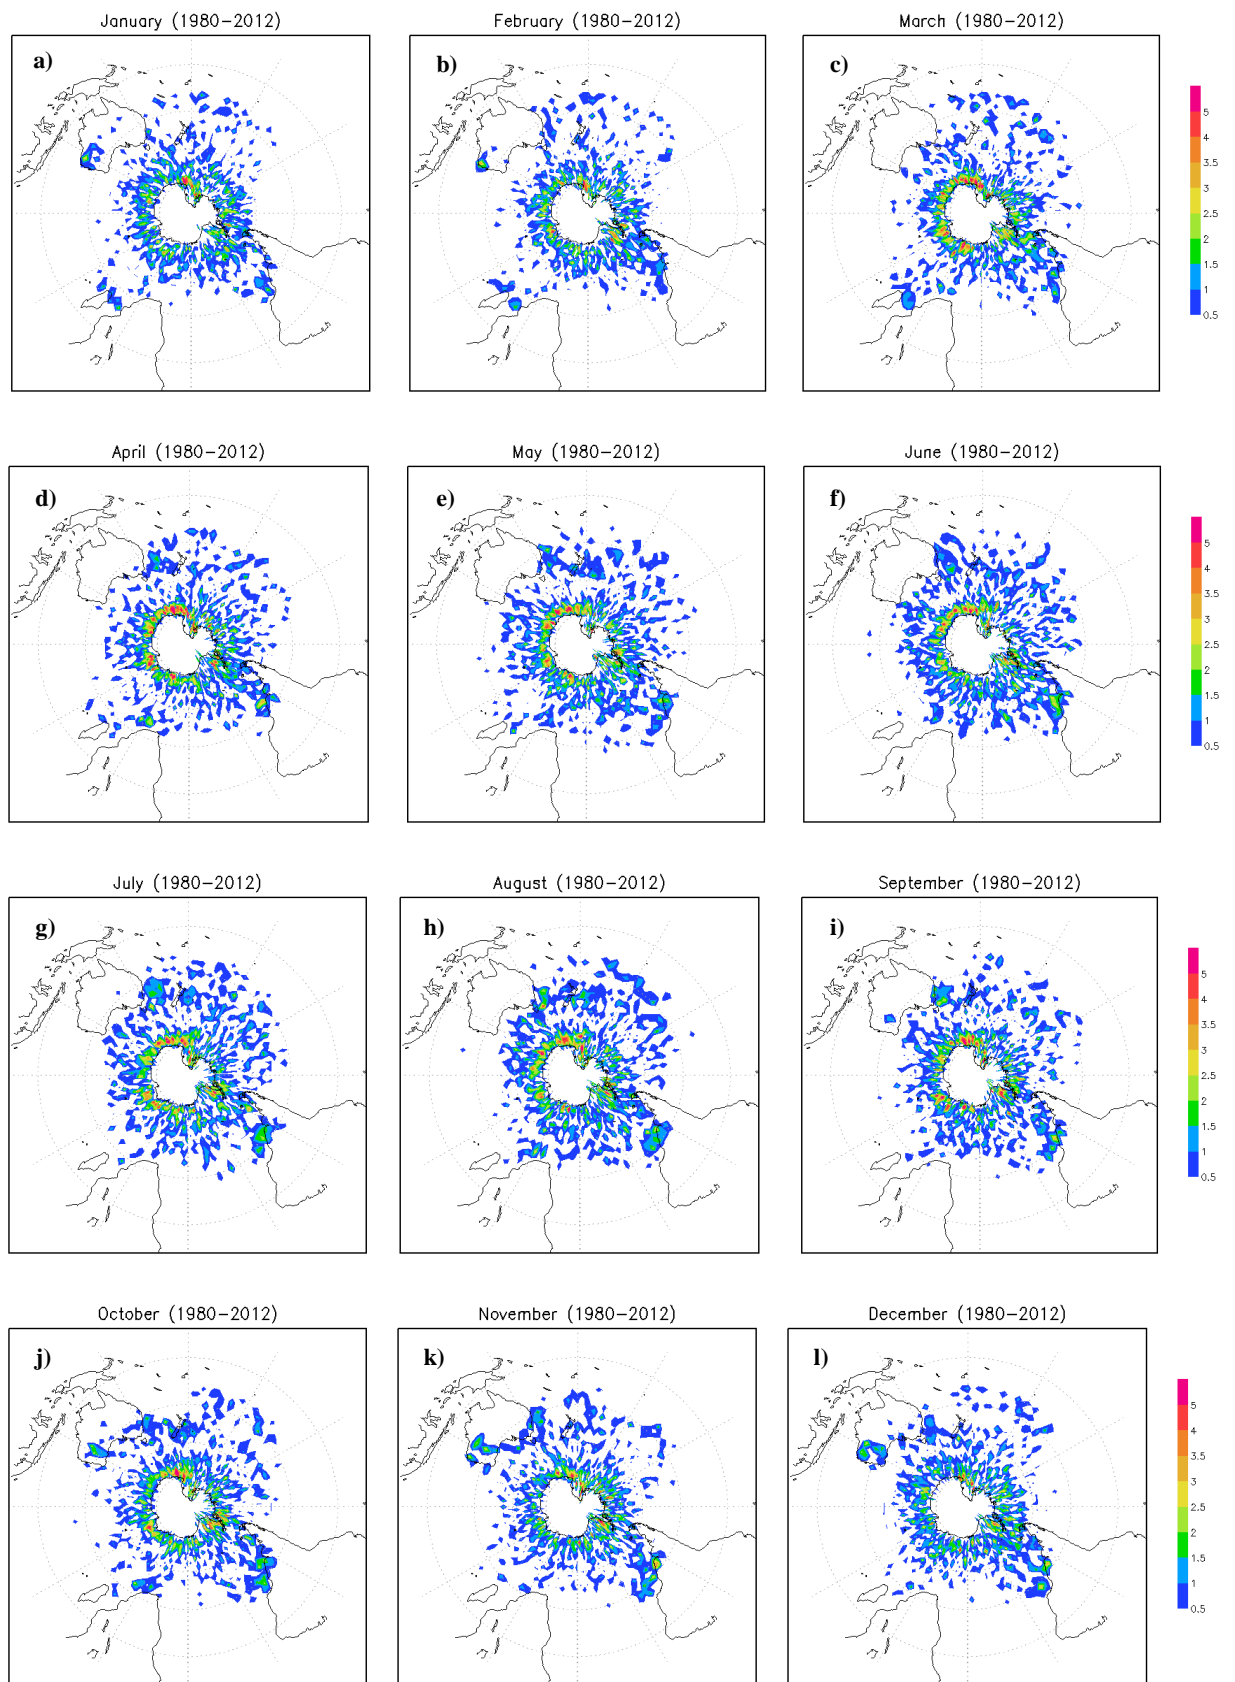 January (1980–2012)
February (1980–2012)
March (1980–2012)
a)
b)
c)
5
4
3.5
3
2.5
2
1.5
1
0.5
April (1980–2012)
May (1980–2012)
June (1980–2012)
d)
e)
f)
5
4
3.5
3
2.5
2
1.5
1
0.5
July (1980–2012)
August (1980–2012)
September (1980–2012)
g)
h)
i)
5
4
3.5
3
2.5
2
1.5
1
0.5
October (1980–2012)
November (1980–2012)
December (1980–2012)
j)
k)
l)
5
4
3.5
3
2.5
2
1.5
1
0.5